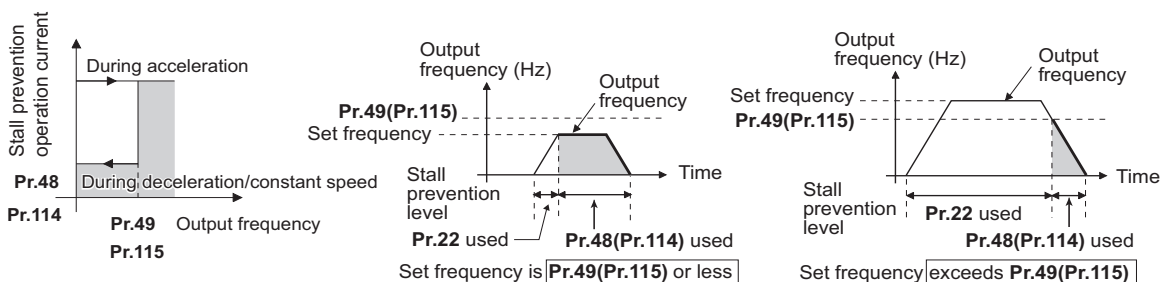 Stall prevention
operation current
During acceleration
Pr.48
During deceleration/constant speed
Pr.114
Pr.49
Output frequency
Pr.115
Output
frequency (Hz)
Output
frequency
Pr.49(Pr.115)
Set frequency
Time
Stall
prevention
level
Pr.22 used
Pr.48(Pr.114) used
Set frequency is Pr.49(Pr.115) or less
Output
frequency (Hz)
Output
frequency
Set frequency
Pr.49(Pr.115)
Time
Stall
prevention
level
Pr.22 used
Pr.48(Pr.114) used
Set frequency exceeds Pr.49(Pr.115)